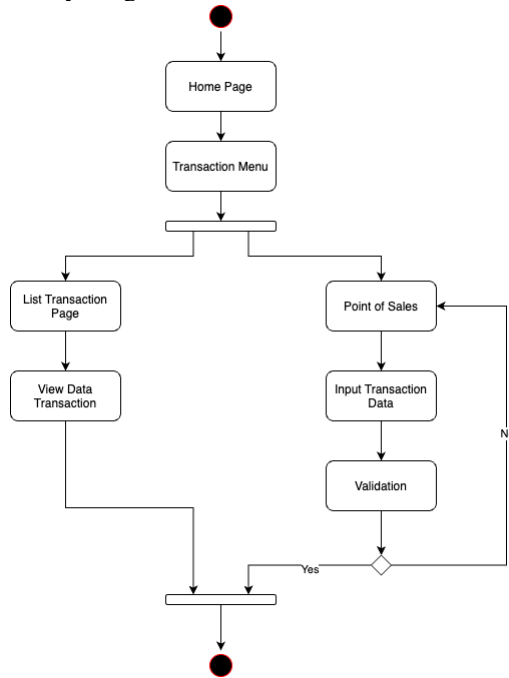 Home Page
Transaction Menu
List Transaction
Page
Point of Sales
View Data
Transaction
Input Transaction
Data
N
Validation
Yes